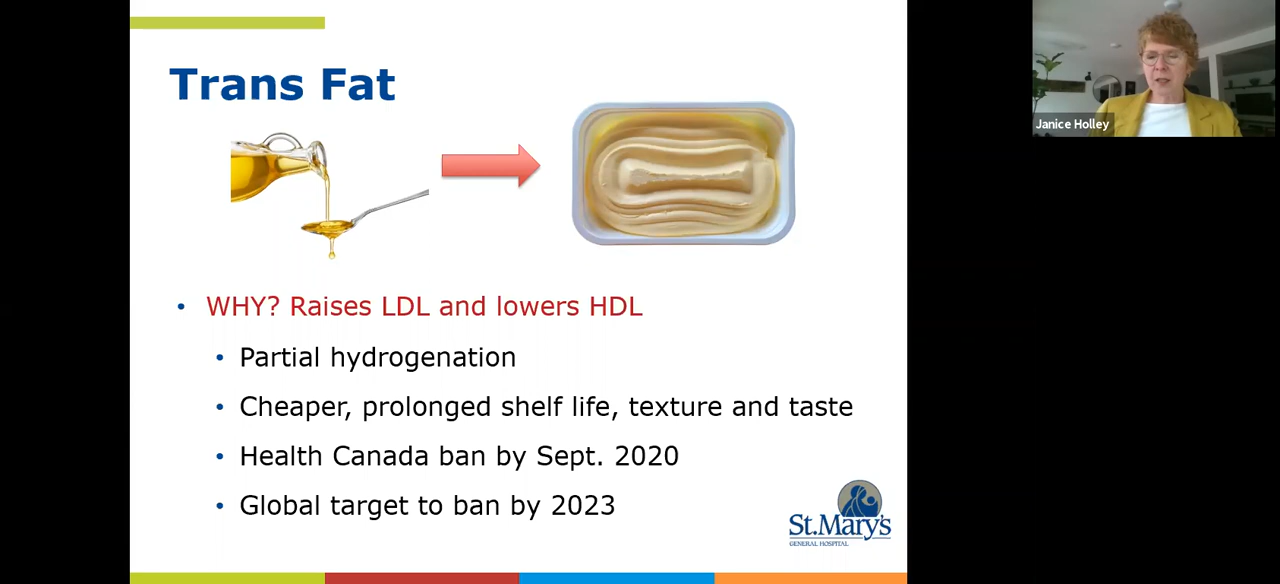 Trans Fat
Janice Holley
• WHY? Raises LDL and lowers HDL
• Partial hydrogenation
• Cheaper, prolonged shelf life, texture and taste
• Health Canada ban by Sept. 2020
• Global target to ban by 2023
St.Mary's
GENERAL HOSPITAL